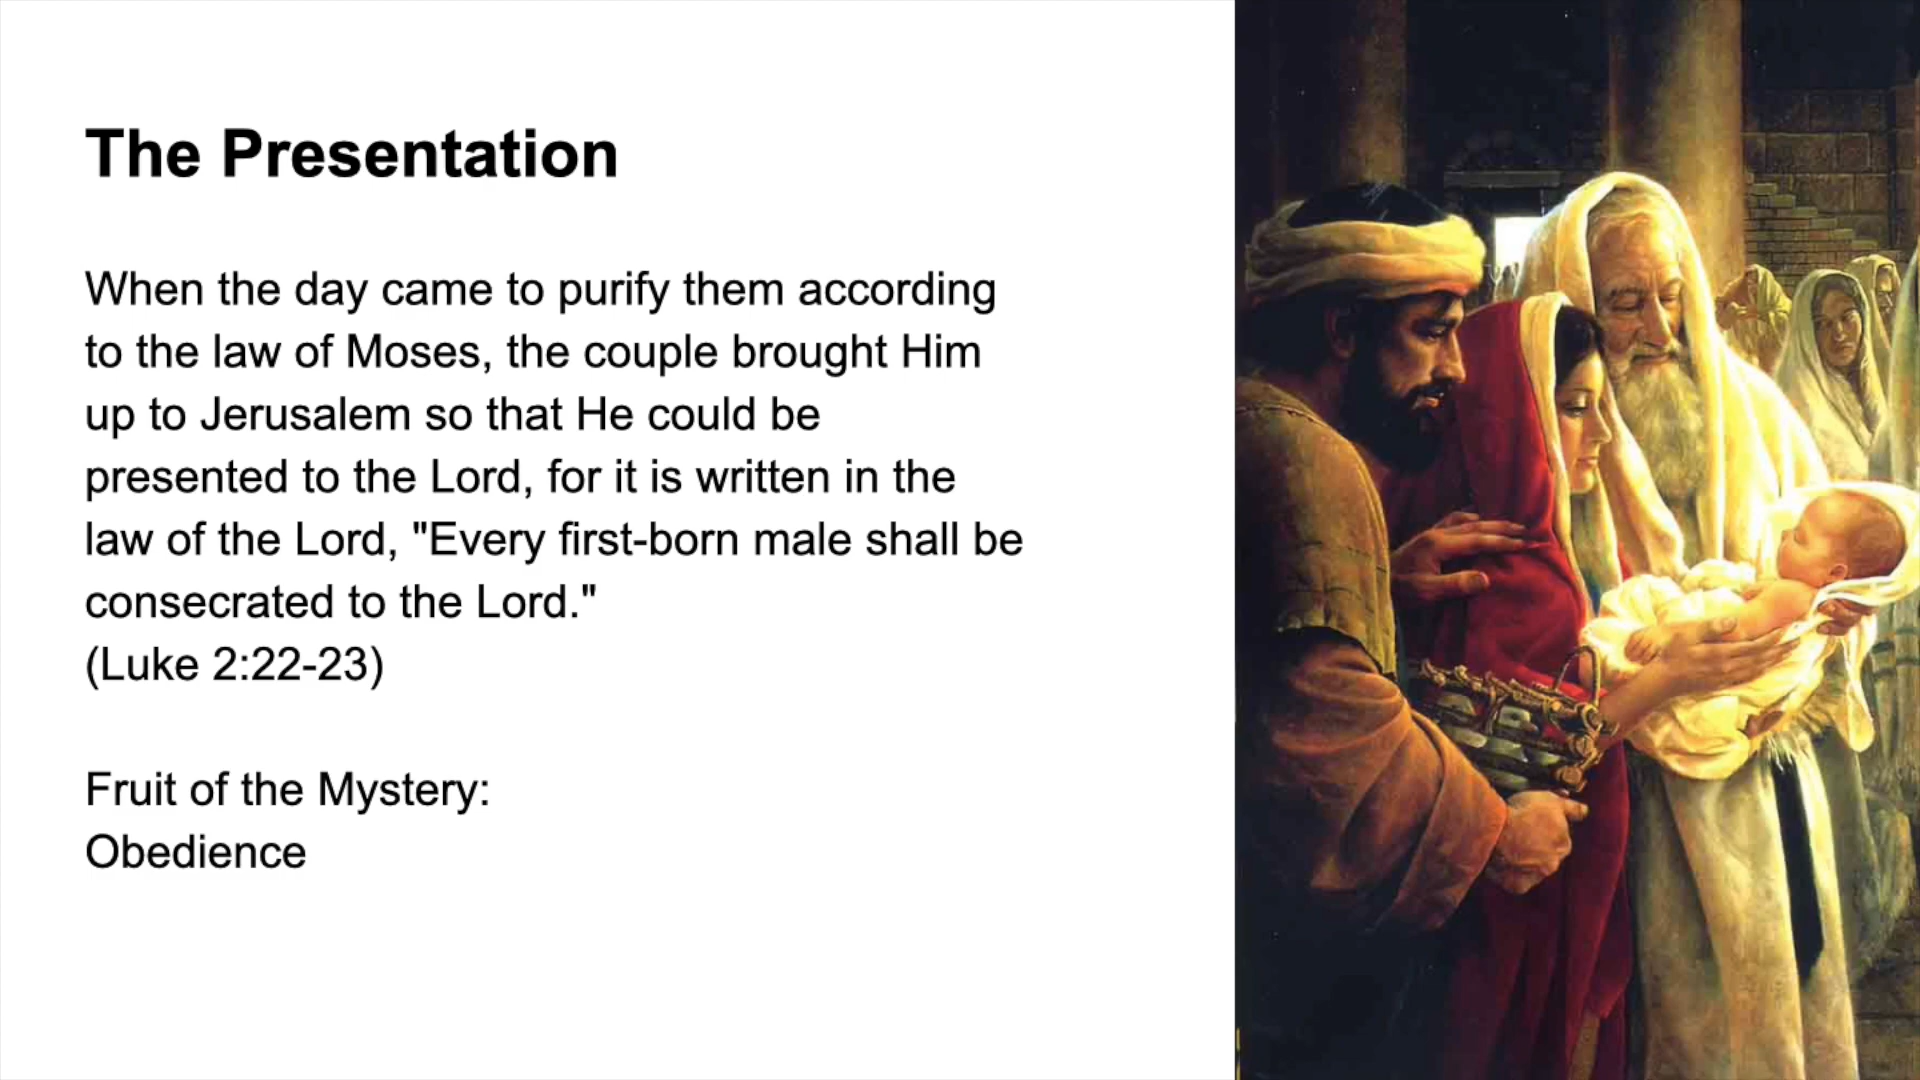 The Presentation
When the day came to purify them according
to the law of Moses, the couple brought Him
up to Jerusalem so that He could be
presented to the Lord, for it is written in the
law of the Lord, "Every first-born male shall be
consecrated to the Lord."
(Luke 2:22-23)
Fruit of the Mystery:
Obedience